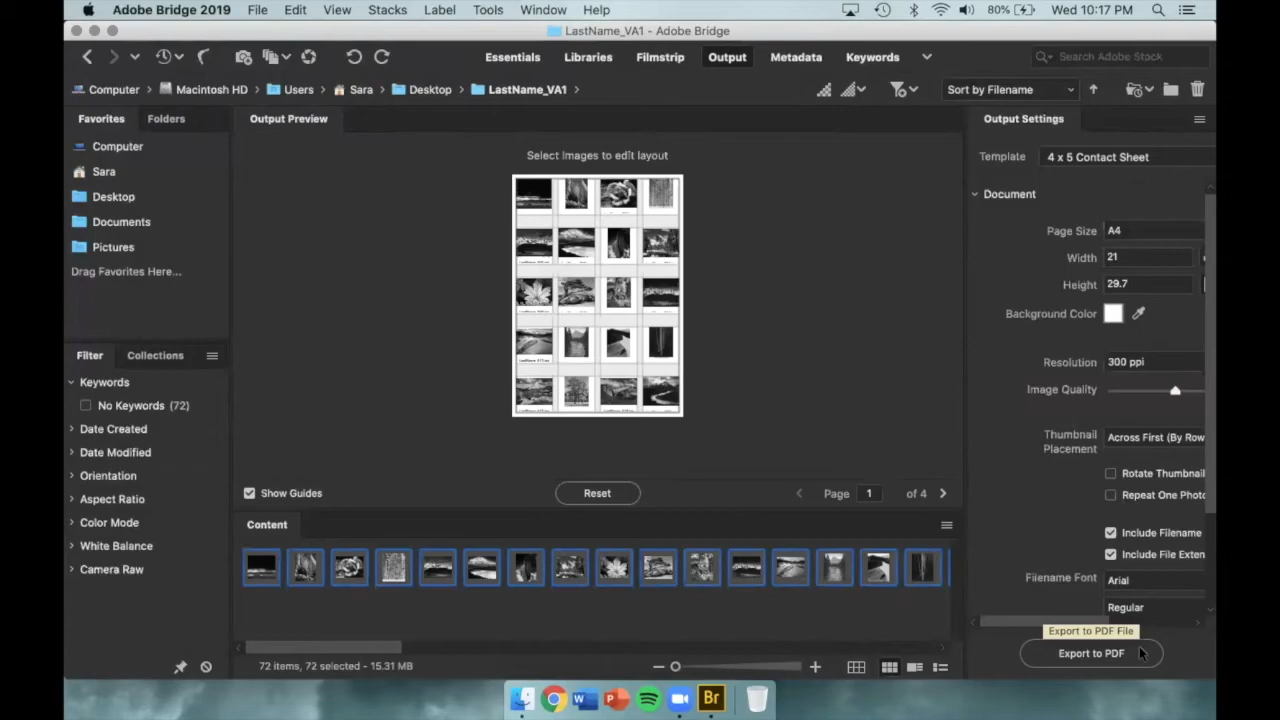 Adobe Bridge 2019 File Edit View Stacks Label Tools Window Help 80% Wed 10:17 PM
LastName_VA1 - Adobe Bridge
Essentials Libraries Filmstrip Output Metadata Keywords Search Adobe Stock
Computer Macintosh HD Users Sara Desktop LastName_VA1 Sort by Filename
Favorites Folders Output Preview Output Settings
Computer
Sara
Desktop
Documents
Pictures
Drag Favorites Here...
Select Images to edit layout
Template 4 x 5 Contact Sheet
Document
Page Size A4
Width 21
Height 29.7
Background Color
Resolution 300 ppi
Image Quality
Thumbnail Placement Across First (By Row
Rotate Thumbnail
Repeat One Photo
Include Filename
Include File Exten
Filename Font Arial
Regular
Export to PDF File
Export to PDF
Filter Collections
Keywords
No Keywords (72)
Date Created
Date Modified
Orientation
Aspect Ratio
Color Mode
White Balance
Camera Raw
Show Guides Reset Page 1 of 4
Content
72 items, 72 selected - 15.31 MB
W P Br